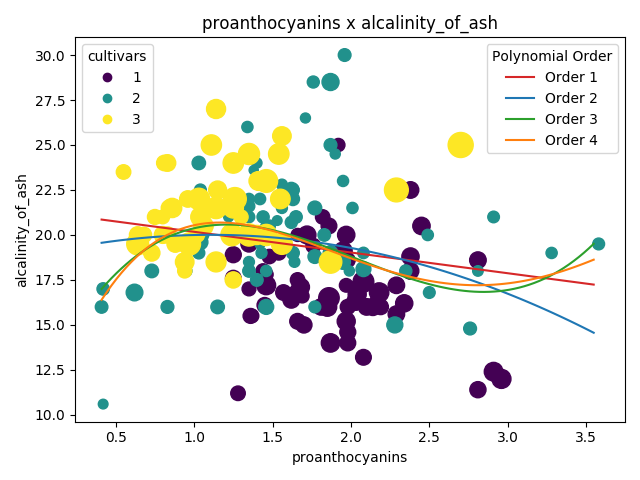 proanthocyanins x alcalinity_of_ash
cultivars
1
2
3
Polynomial Order
Order 1
Order 2
Order 3
Order 4
alcalinity_of_ash
30.0
27.5
25.0
22.5
20.0
17.5
15.0
12.5
10.0
0.5 1.0 1.5 2.0 2.5 3.0 3.5
proanthocyanins